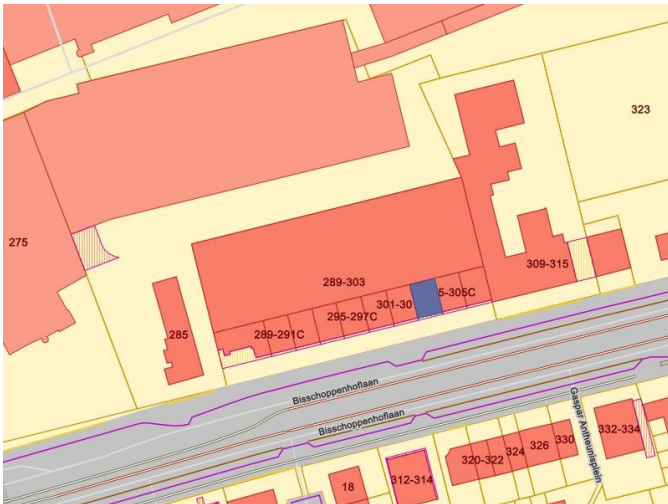 323
275
309-315
289-303
5-305C
301-30
295-297C
289-291C
285
Bisschoppenhoflaan
Bisschoppenhoflaan
Gaspar Antheunisplein
332-334
330
326
324
320-322
312-314
18